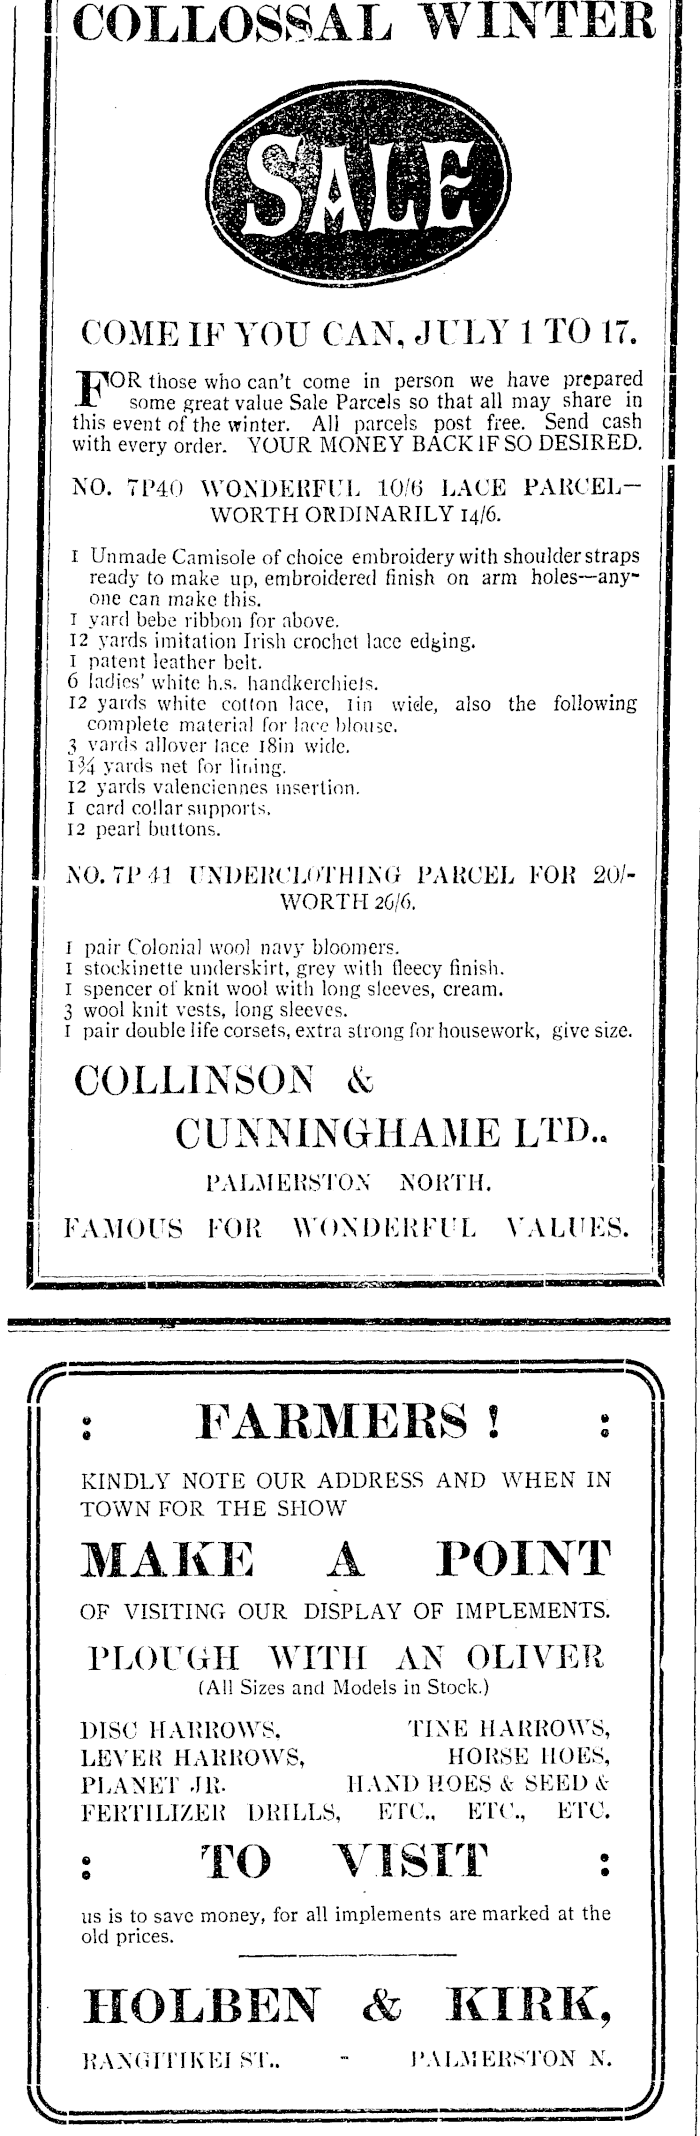 COLLOSSAL WINTER
SALE
COME IF YOU CAN, JULY 1 TO 17.
FOR those who can't come in person we have prepared
some great value Sale Parcels so that all may share in
this event of the winter. All parcels post free. Send cash
with every order. YOUR MONEY BACK IF SO DESIRED.
NO. 7P40 WONDERFUL 10/6 LACE PARCEL—
WORTH ORDINARILY 14/6.
1 Unmade Camisole of choice embroidery with shoulder straps
ready to make up, embroidered finish on arm holes—any-
one can make this.
1 yard bebe ribbon for above.
12 yards imitation Irish crochet lace edging.
1 patent leather belt.
6 ladies' white h.s. handkerchiefs.
12 yards white cotton lace, 1in wide, also the following
complete material for lace blouse.
3 yards allover lace 18in wide.
1¾ yards net for lining.
12 yards valenciennes insertion.
1 card collar supports.
12 pearl buttons.
NO. 7P41 UNDERCLOTHING PARCEL FOR 20/-
WORTH 26/6.
1 pair Colonial wool navy bloomers.
1 stockinette underskirt, grey with fleecy finish.
1 spencer of knit wool with long sleeves, cream.
3 wool knit vests, long sleeves.
1 pair double life corsets, extra strong for housework, give size.
COLLINSON &
CUNNINGHAME LTD.,
PALMERSTON NORTH.
FAMOUS FOR WONDERFUL VALUES.
: FARMERS! :
KINDLY NOTE OUR ADDRESS AND WHEN IN
TOWN FOR THE SHOW
MAKE A POINT
OF VISITING OUR DISPLAY OF IMPLEMENTS.
PLOUGH WITH AN OLIVER
(All Sizes and Models in Stock.)
DISC HARROWS. TINE HARROWS,
LEVER HARROWS, HORSE HOES,
PLANET JR. HAND HOES & SEED &
FERTILIZER DRILLS, ETC., ETC., ETC.
: TO VISIT :
us is to save money, for all implements are marked at the
old prices.
HOLBEN & KIRK,
RANGITIKEI ST., - PALMERSTON N.